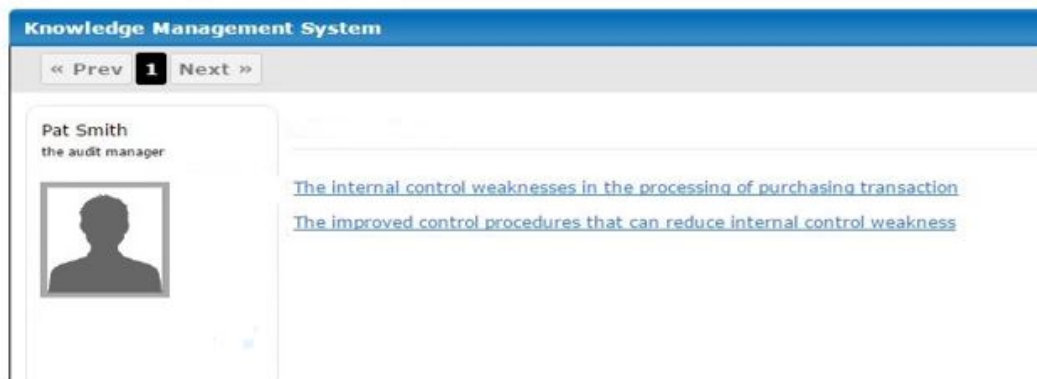 Knowledge Management System
« Prev 1 Next »
Pat Smith
the audit manager
The internal control weaknesses in the processing of purchasing transaction
The improved control procedures that can reduce internal control weakness